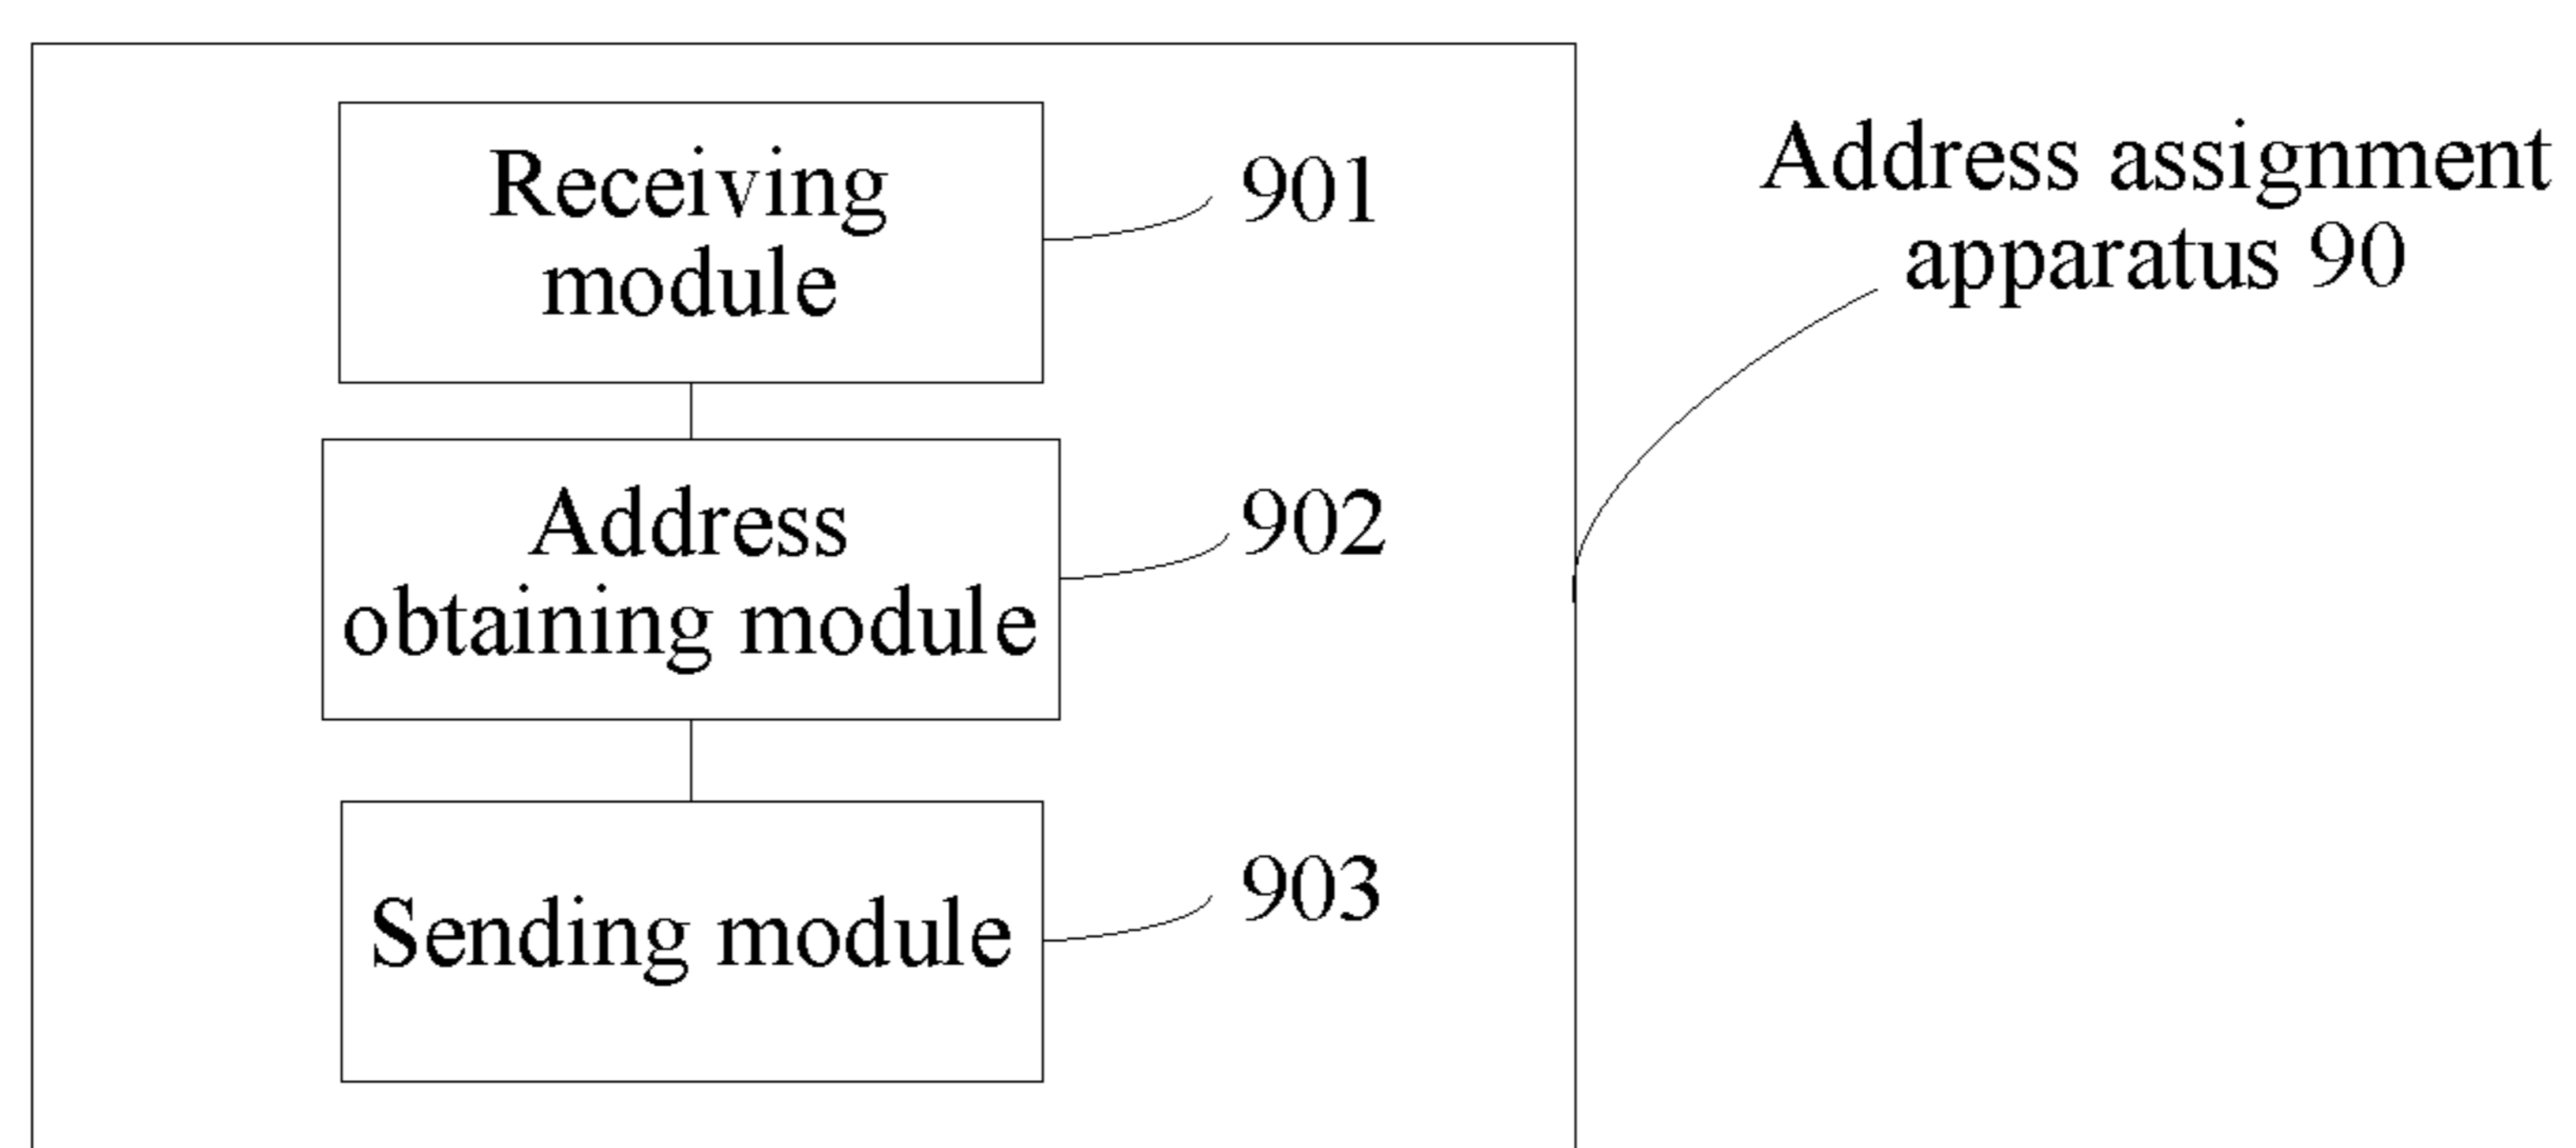 Receiving
module
901
Address assignment
apparatus 90
Address
obtaining module
902
Sending module
903